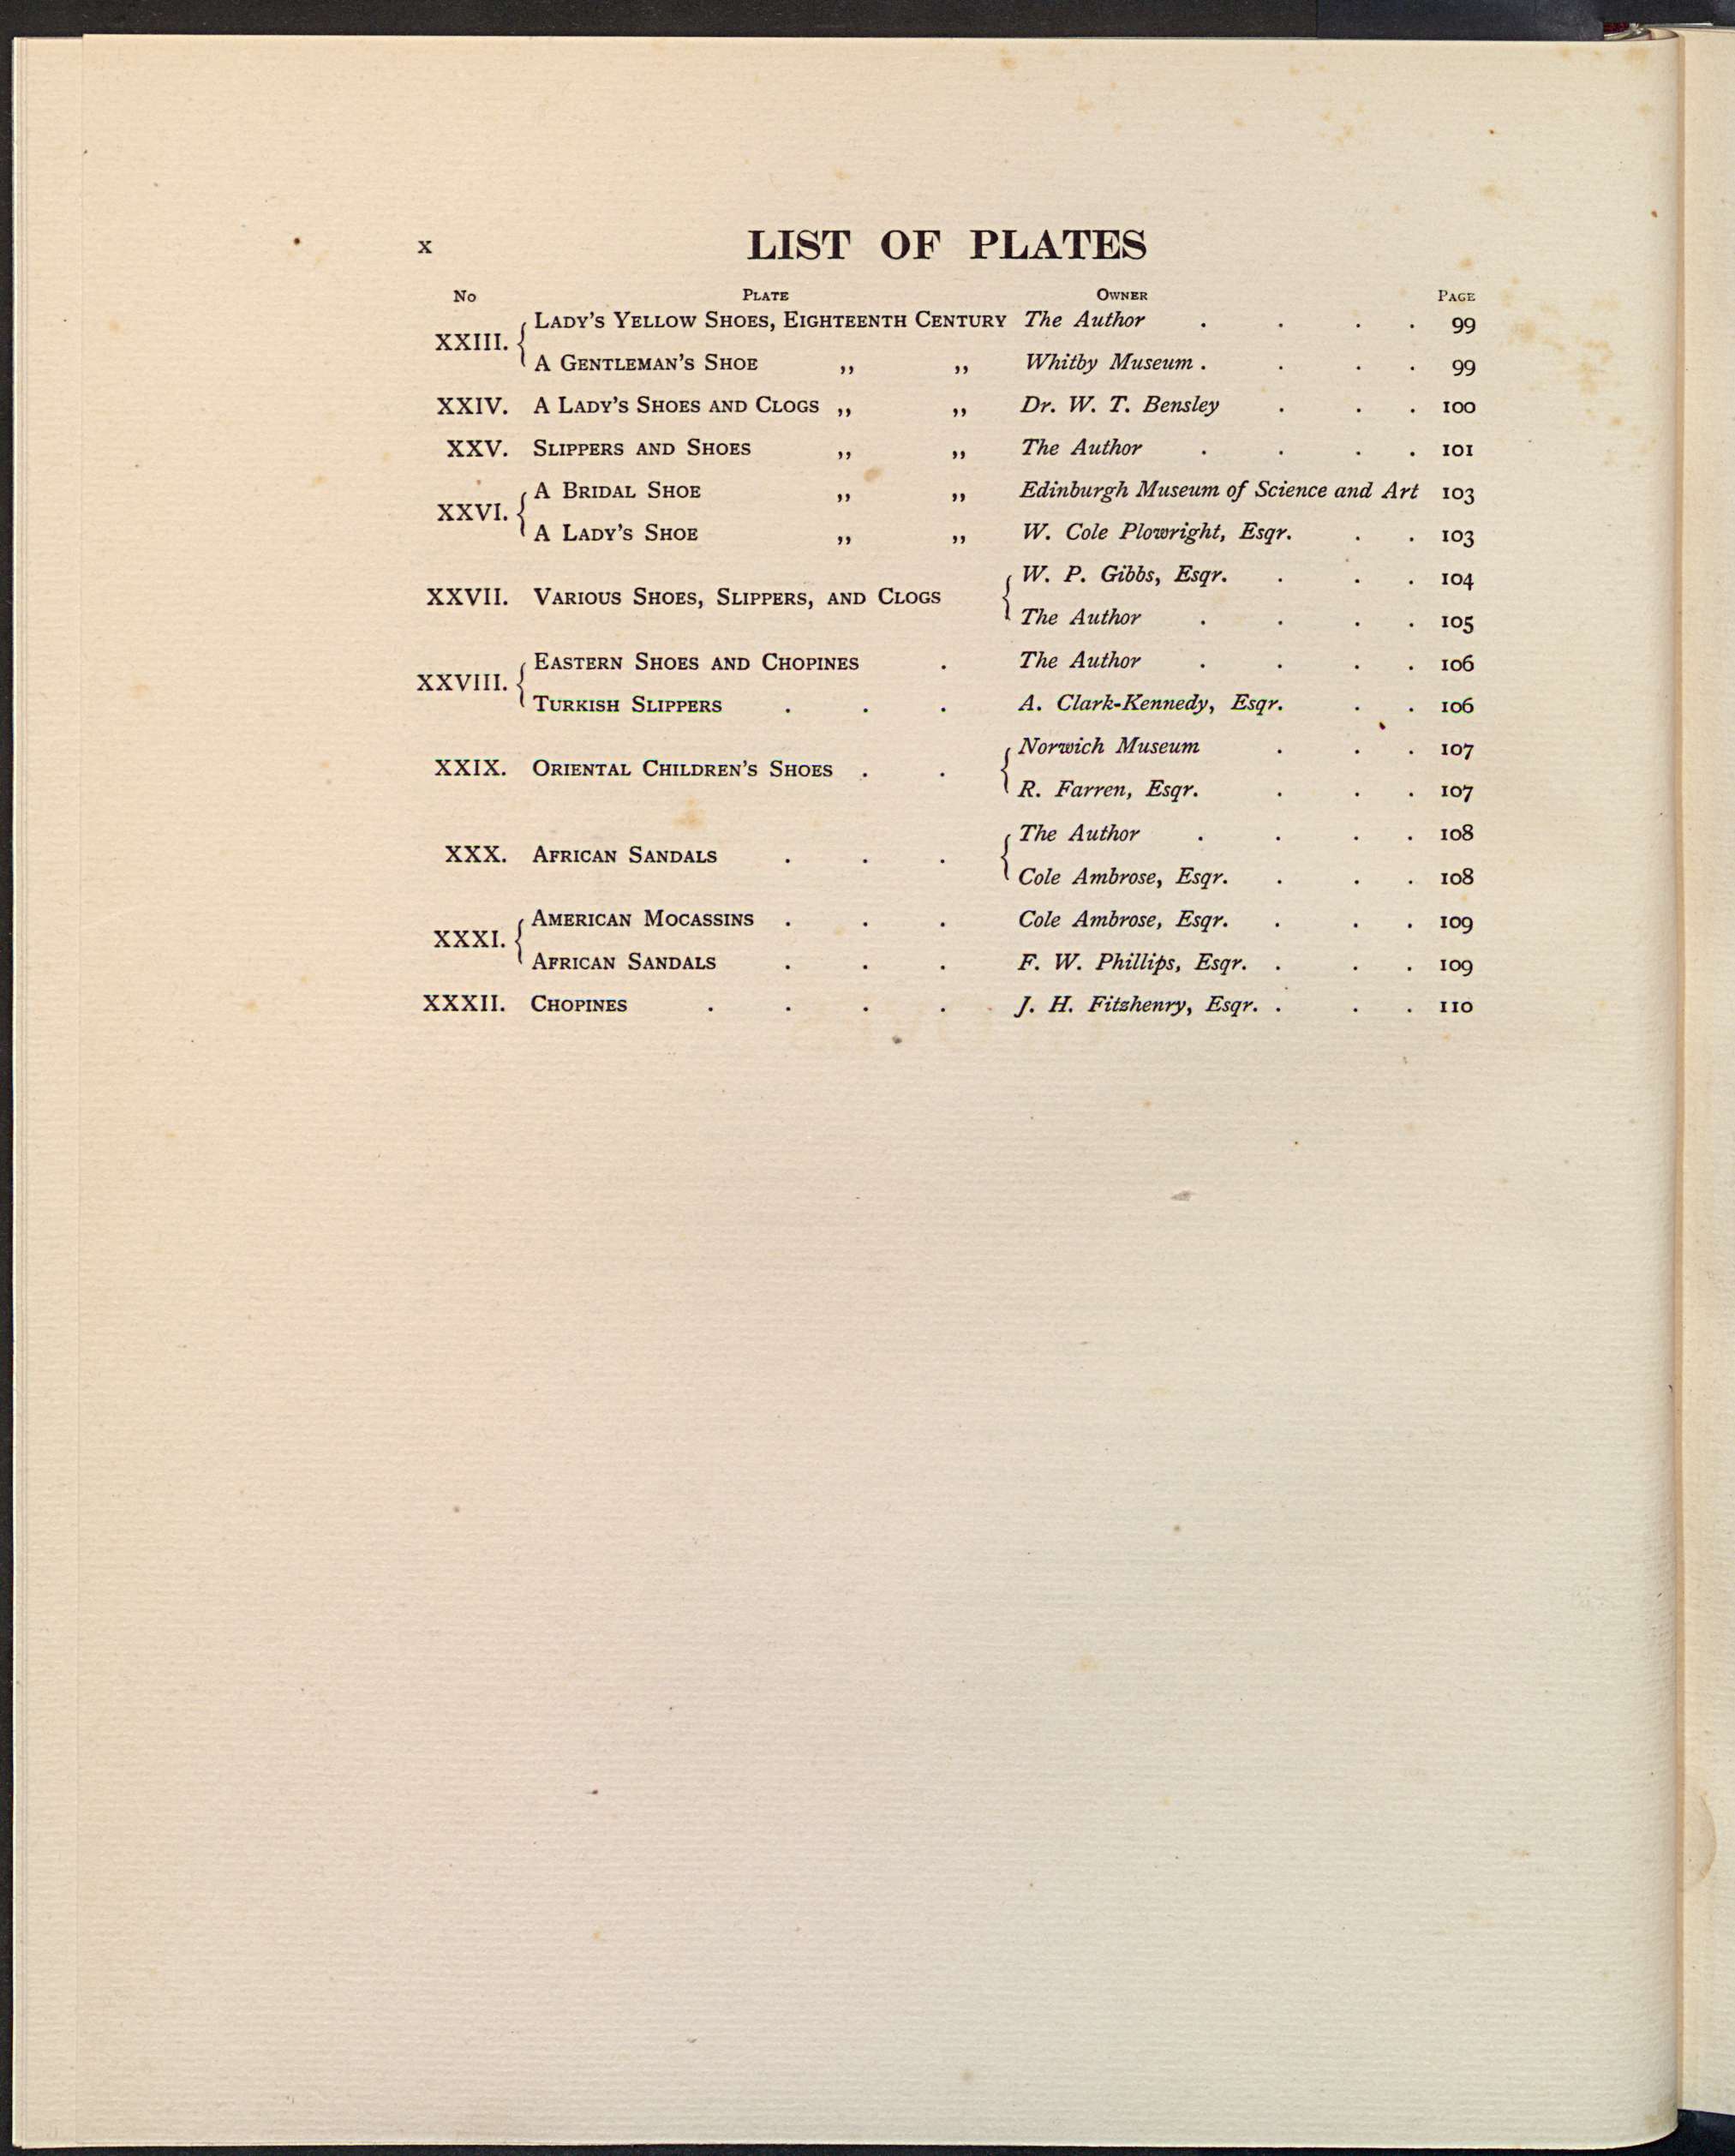 x LIST OF PLATES
No Plate Owner Page
XXIII. { Lady's Yellow Shoes, Eighteenth Century The Author . . . . 99
A Gentleman's Shoe ,, ,, Whitby Museum . . . . 99
XXIV. A Lady's Shoes and Clogs ,, ,, Dr. W. T. Bensley . . . 100
XXV. Slippers and Shoes ,, ,, The Author . . . . 101
XXVI. { A Bridal Shoe ,, ,, Edinburgh Museum of Science and Art 103
A Lady's Shoe ,, ,, W. Cole Plowright, Esqr. . . 103
XXVII. Various Shoes, Slippers, and Clogs { W. P. Gibbs, Esqr. . . . 104
The Author . . . . 105
XXVIII. { Eastern Shoes and Chopines . The Author . . . . 106
Turkish Slippers . . . A. Clark-Kennedy, Esqr. . . 106
XXIX. Oriental Children's Shoes . . { Norwich Museum . . . 107
R. Farren, Esqr. . . . 107
XXX. African Sandals . . . { The Author . . . . 108
Cole Ambrose, Esqr. . . . 108
XXXI. { American Mocassins . . . Cole Ambrose, Esqr. . . . 109
African Sandals . . . F. W. Phillips, Esqr. . . . 109
XXXII. Chopines . . . . J. H. Fitzhenry, Esqr. . . . 110